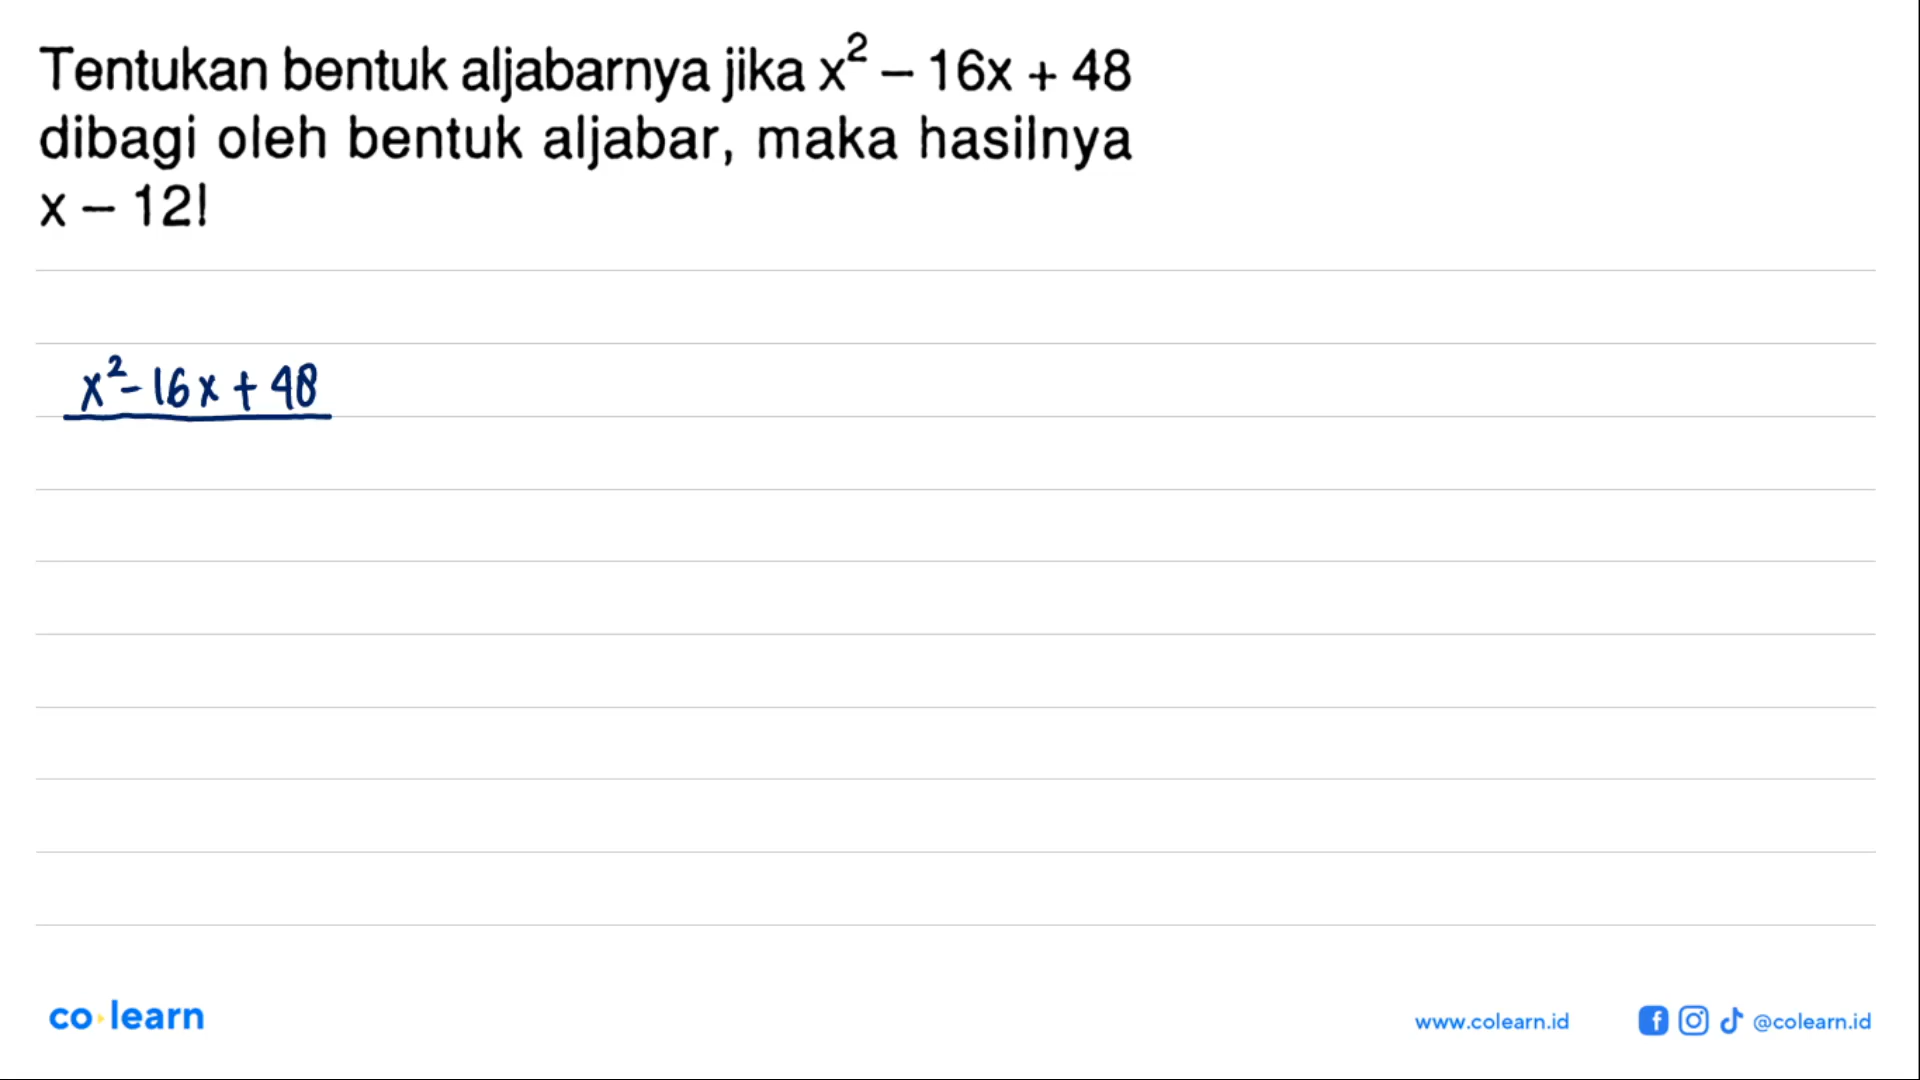 Tentukan bentuk aljabarnya jika x² – 16x + 48
dibagi oleh bentuk aljabar, maka hasilnya
x – 12!
x² - 16x + 48
co learn
www.colearn.id
@colearn.id